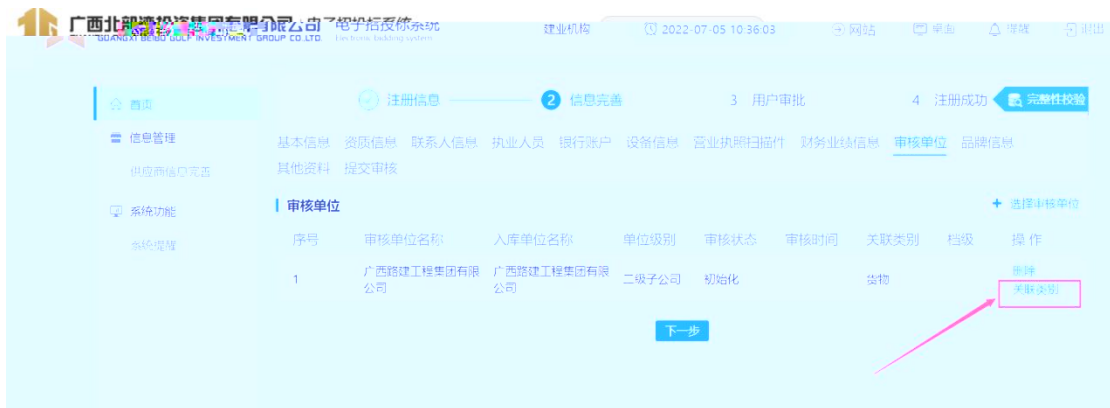 广西北部湾投资集团有限公司 电子招投标系统 建业机构 2022-07-05 10:36:03 网站 桌面 提醒 退出
GUANGXI BEIBU GULF INVESTMENT GROUP CO.,LTD. Electronic bidding system
首页 注册信息 2 信息完善 3 用户审批 4 注册成功 完整性校验
信息管理
供应商信息完善
系统功能
系统提醒
基本信息 资质信息 联系人信息 执业人员 银行账户 设备信息 营业执照扫描件 财务业绩信息 审核单位 品牌信息
其他资料 提交审核
审核单位 + 选择审核单位
序号 审核单位名称 入库单位名称 单位级别 审核状态 审核时间 关联类别 档级 操作
1 广西路建工程集团有限公司 广西路建工程集团有限公司 二级子公司 初始化 货物 删除
关联类别
下一步